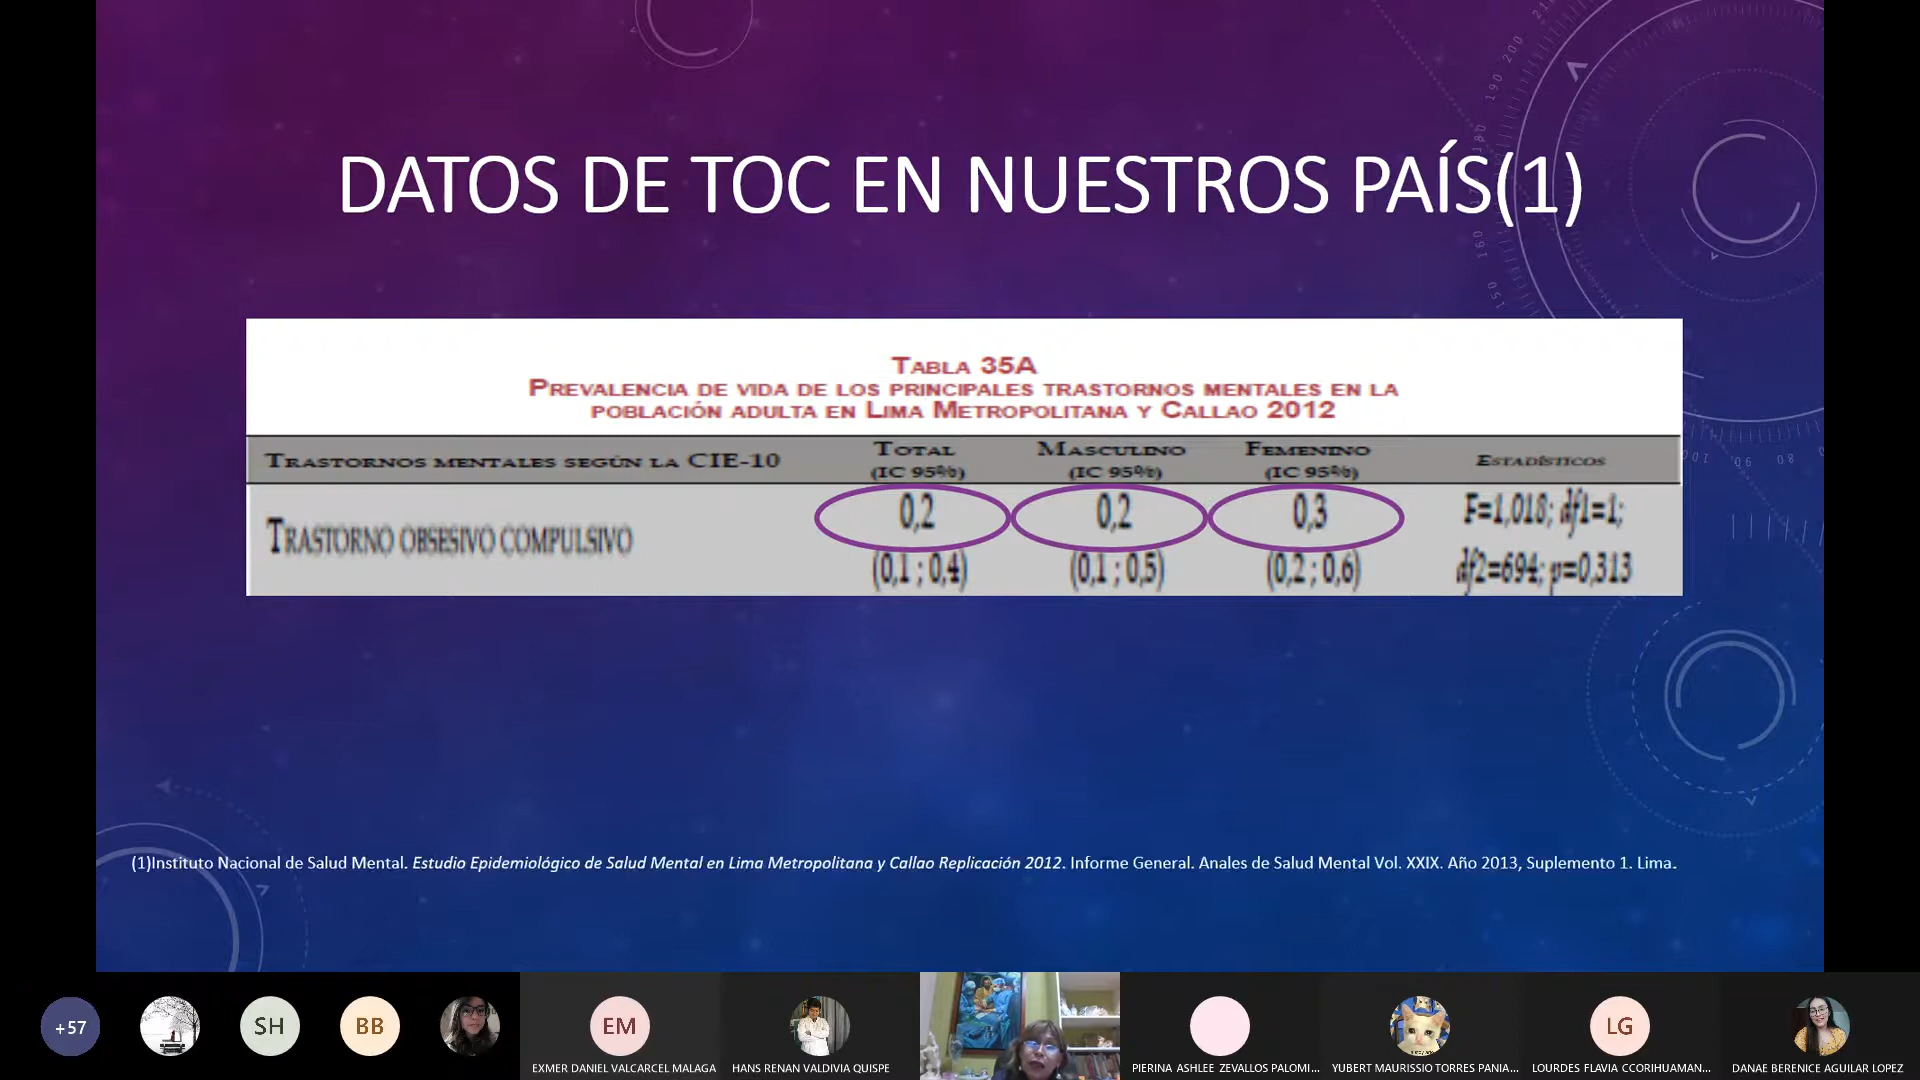 DATOS DE TOC EN NUESTROS PAÍS(1)
TABLA 35A
PREVALENCIA DE VIDA DE LOS PRINCIPALES TRASTORNOS MENTALES EN LA
POBLACIÓN ADULTA EN LIMA METROPOLITANA Y CALLAO 2012
TRASTORNOS MENTALES SEGÚN LA CIE-10 TOTAL (IC 95%) MASCULINO (IC 95%) FEMENINO (IC 95%) ESTADÍSTICOS
TRASTORNO OBSESIVO COMPULSIVO
0,2 0,2 0,3 F=1,018; df1=1;
(0,1 ; 0,4) (0,1 ; 0,5) (0,2 ; 0,6) df2=694; p=0,313
(1)Instituto Nacional de Salud Mental. Estudio Epidemiológico de Salud Mental en Lima Metropolitana y Callao Replicación 2012. Informe General. Anales de Salud Mental Vol. XXIX. Año 2013, Suplemento 1. Lima.
+57 SH BB EM LG
EXMER DANIEL VALCARCEL MALAGA HANS RENAN VALDIVIA QUISPE PIERINA ASHLEE ZEVALLOS PALOMI... YUBERT MAURISSIO TORRES PANIA... LOURDES FLAVIA CCORIHUAMAN... DANAE BERENICE AGUILAR LOPEZ